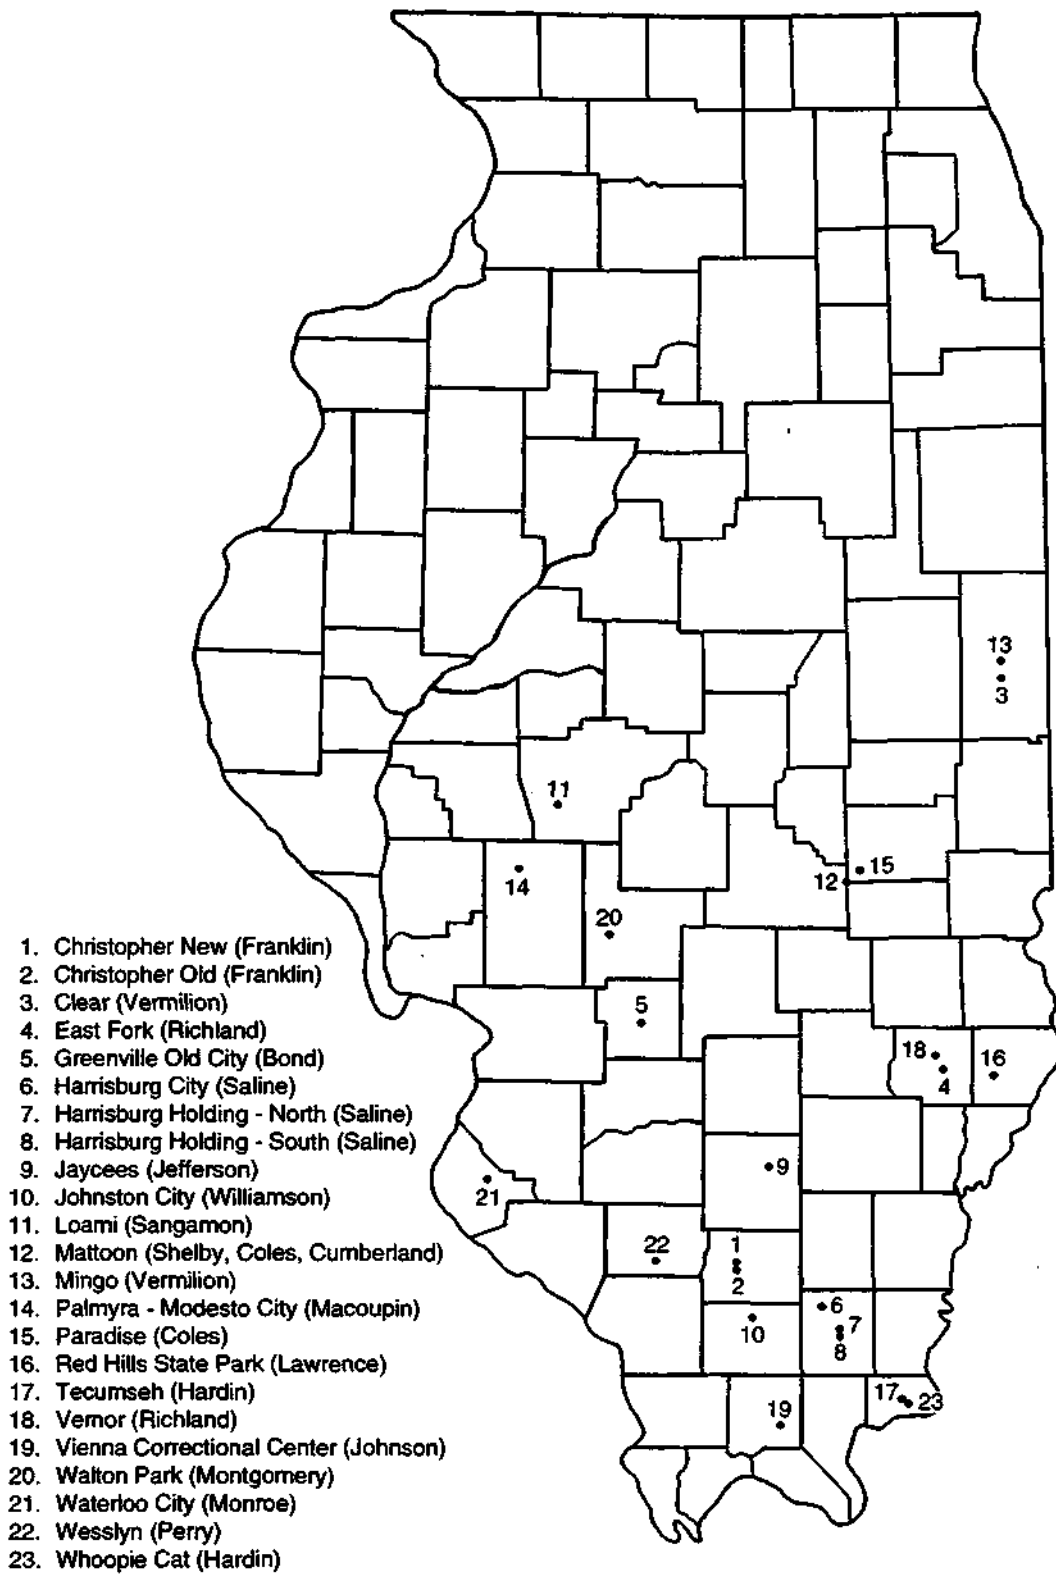 13
3
11
14
12
15
20
5
18
4
16
9
21
22
1
2
6
7
8
10
17
23
19
1. Christopher New (Franklin)
2. Christopher Old (Franklin)
3. Clear (Vermilion)
4. East Fork (Richland)
5. Greenville Old City (Bond)
6. Harrisburg City (Saline)
7. Harrisburg Holding - North (Saline)
8. Harrisburg Holding - South (Saline)
9. Jaycees (Jefferson)
10. Johnston City (Williamson)
11. Loami (Sangamon)
12. Mattoon (Shelby, Coles, Cumberland)
13. Mingo (Vermilion)
14. Palmyra - Modesto City (Macoupin)
15. Paradise (Coles)
16. Red Hills State Park (Lawrence)
17. Tecumseh (Hardin)
18. Vernor (Richland)
19. Vienna Correctional Center (Johnson)
20. Walton Park (Montgomery)
21. Waterloo City (Monroe)
22. Wesslyn (Perry)
23. Whoopie Cat (Hardin)